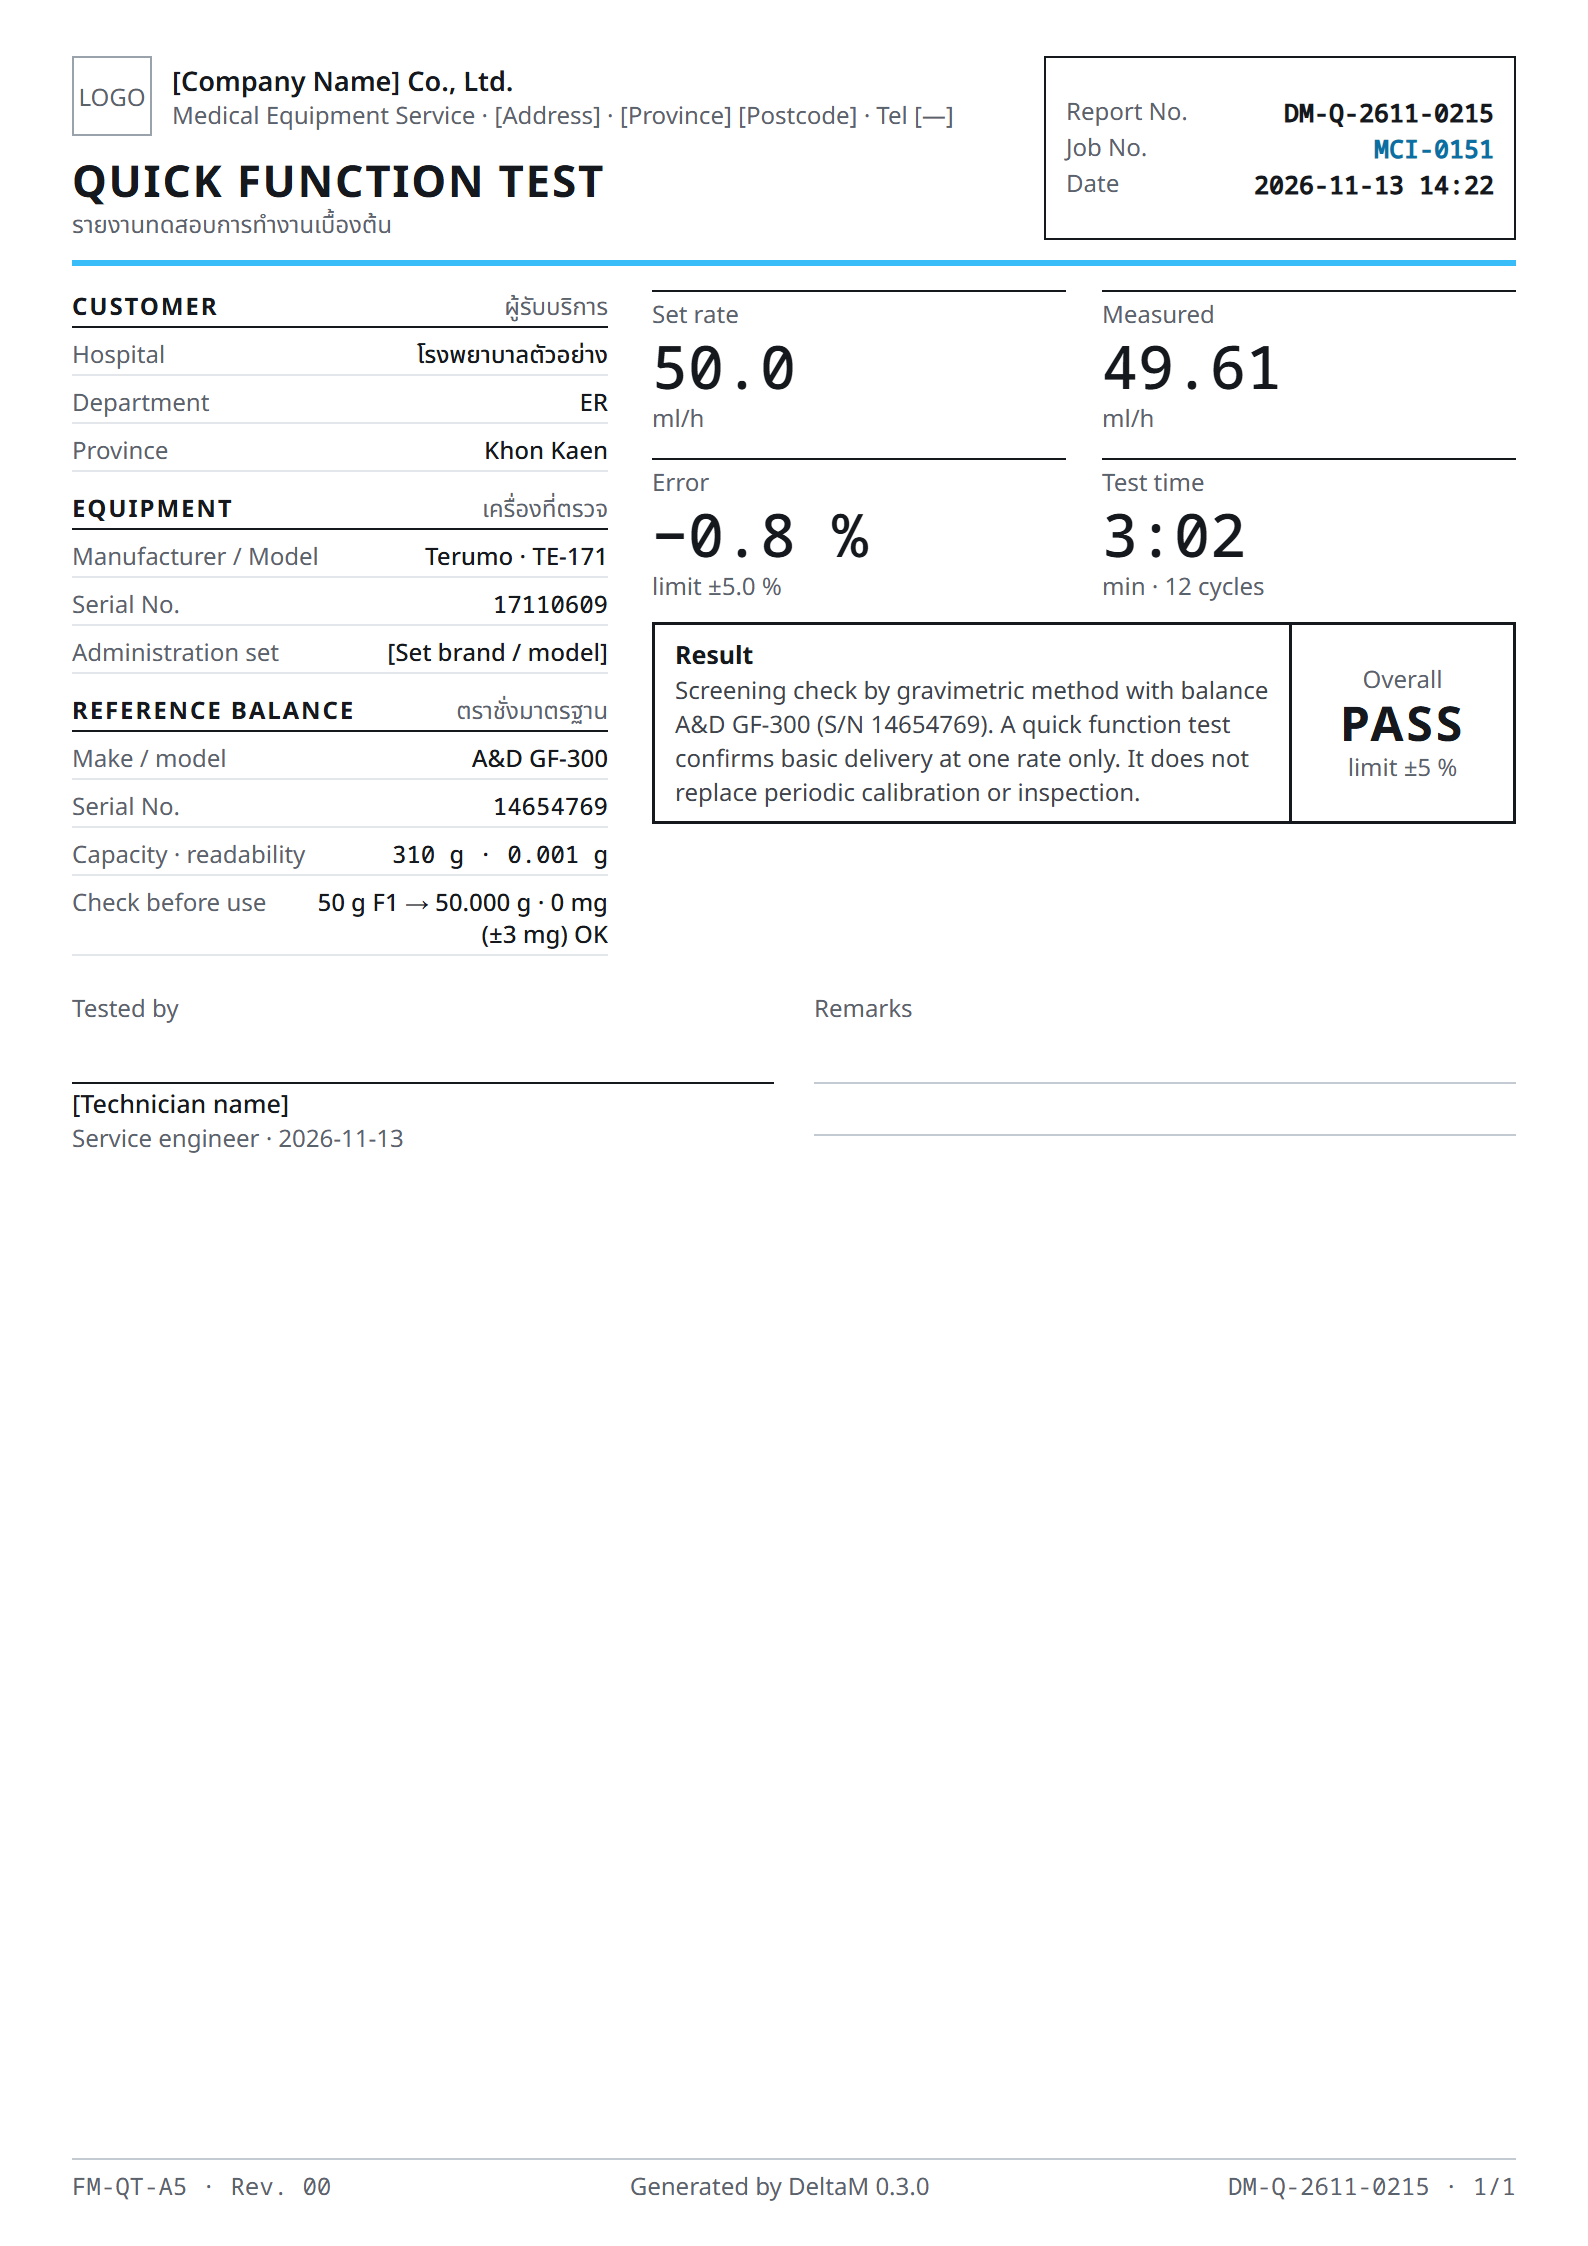 LOGO
[Company Name] Co., Ltd.
Medical Equipment Service · [Address] · [Province] [Postcode] · Tel [—]
QUICK FUNCTION TEST
รายงานทดสอบการทำงานเบื้องต้น
Report No. DM-Q-2611-0215
Job No. MCI-0151
Date 2026-11-13 14:22
CUSTOMER ผู้รับบริการ
Hospital โรงพยาบาลตัวอย่าง
Department ER
Province Khon Kaen
EQUIPMENT เครื่องที่ตรวจ
Manufacturer / Model Terumo · TE-171
Serial No. 17110609
Administration set [Set brand / model]
REFERENCE BALANCE ตราชั่งมาตรฐาน
Make / model A&D GF-300
Serial No. 14654769
Capacity · readability 310 g · 0.001 g
Check before use 50 g F1 → 50.000 g · 0 mg
(±3 mg) OK
Set rate
50.0
ml/h
Measured
49.61
ml/h
Error
−0.8 %
limit ±5.0 %
Test time
3:02
min · 12 cycles
Result
Screening check by gravimetric method with balance
A&D GF-300 (S/N 14654769). A quick function test
confirms basic delivery at one rate only. It does not
replace periodic calibration or inspection.
Overall
PASS
limit ±5 %
Tested by
[Technician name]
Service engineer · 2026-11-13
Remarks
FM-QT-A5 · Rev. 00
Generated by DeltaM 0.3.0
DM-Q-2611-0215 · 1/1